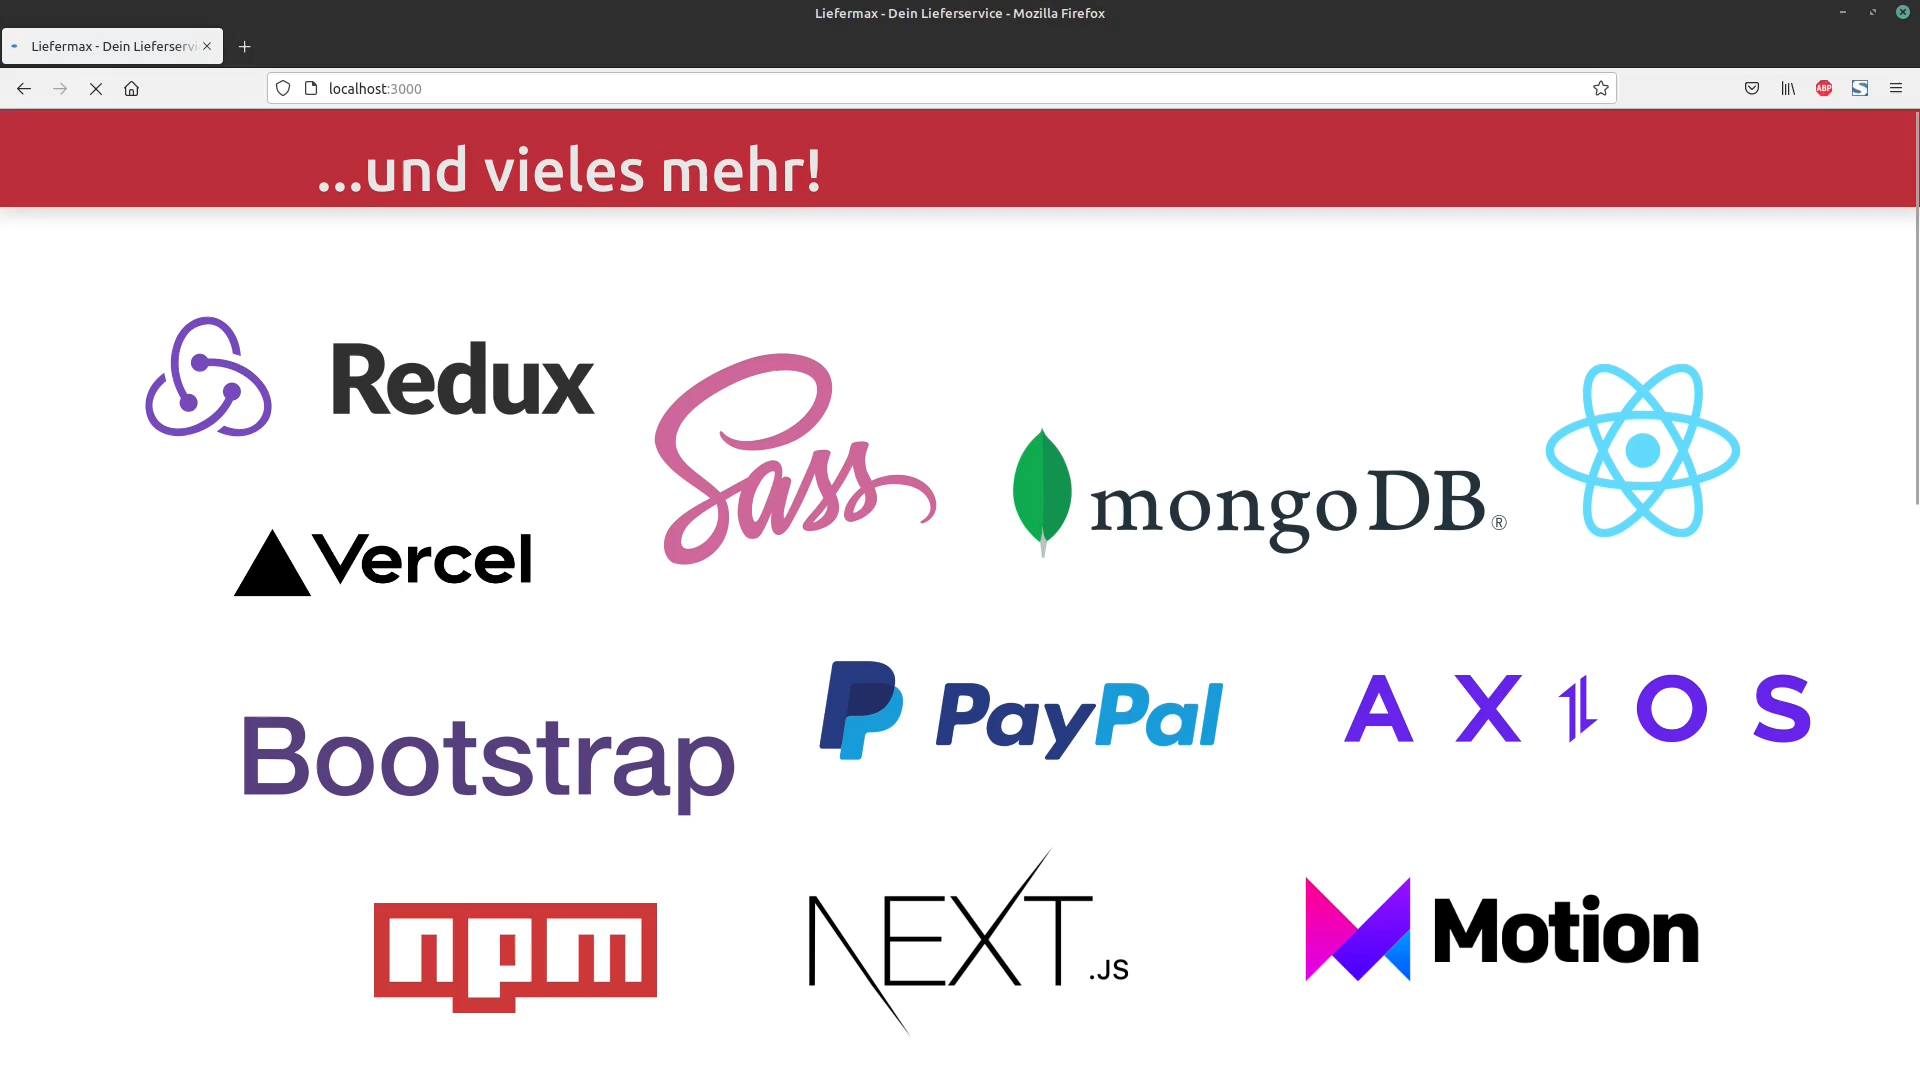 Liefermax - Dein Lieferservice - Mozilla Firefox
Liefermax - Dein Lieferservi
localhost:3000
ABP
...und vieles mehr!
Redux
Sass
mongoDB®
Vercel
PayPal
AXIOS
Bootstrap
npm
NEXT.JS
Motion